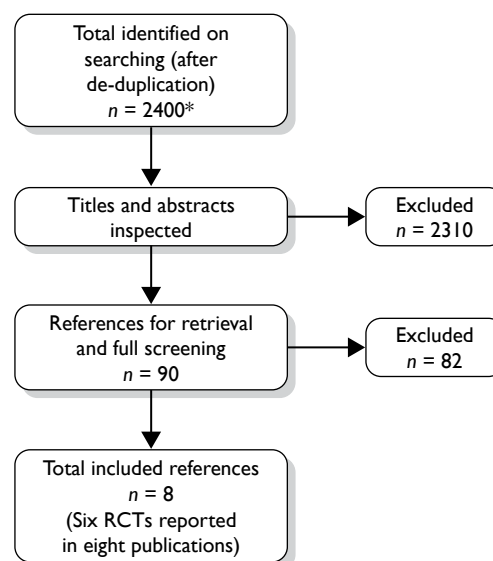 Total identified on
searching (after
de-duplication)
n = 2400*
Titles and abstracts
inspected
Excluded
n = 2310
References for retrieval
and full screening
n = 90
Excluded
n = 82
Total included references
n = 8
(Six RCTs reported
in eight publications)